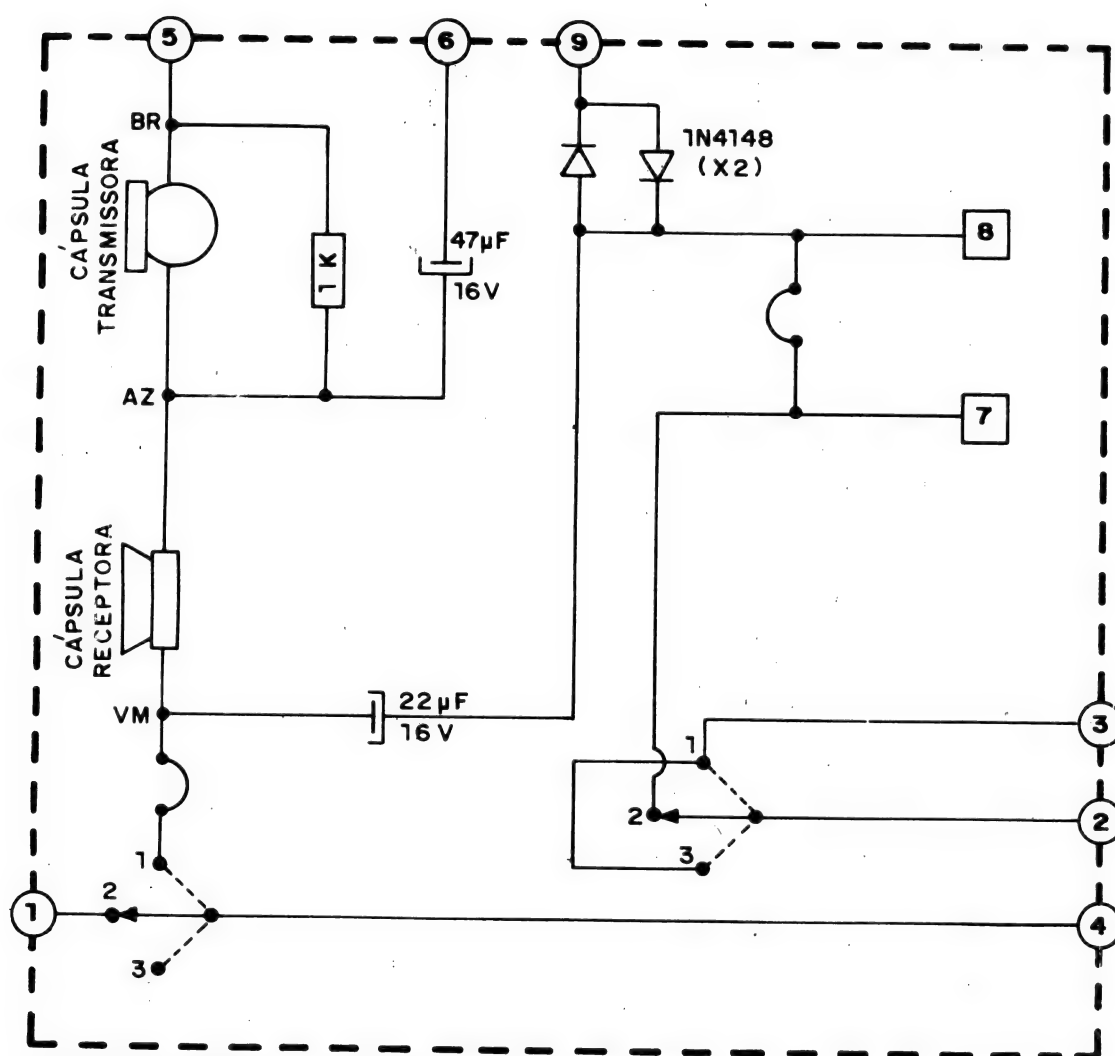 5
6
9
BR
1N4148
(X2)
CÁPSULA
TRANSMISSORA
1 K
47µF
16V
8
AZ
7
CÁPSULA
RECEPTORA
VM
22µF
16V
3
1
2
2
3
1
1
2
4
3